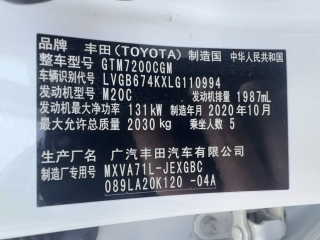 品牌 丰田(TOYOTA) 制造国 中华人民共和国
整车型号 GTM7200CGM
车辆识别代号 LVGB674KXLG110994
发动机型号 M20C 发动机排量 1987mL
发动机最大净功率 131kW 制造年月 2020年10月
最大允许总质量 2030kg 乘坐人数 5
生产厂名 广汽丰田汽车有限公司
制造厂专用号 MXVA71L-JEXGBC
089LA20K120 -04A